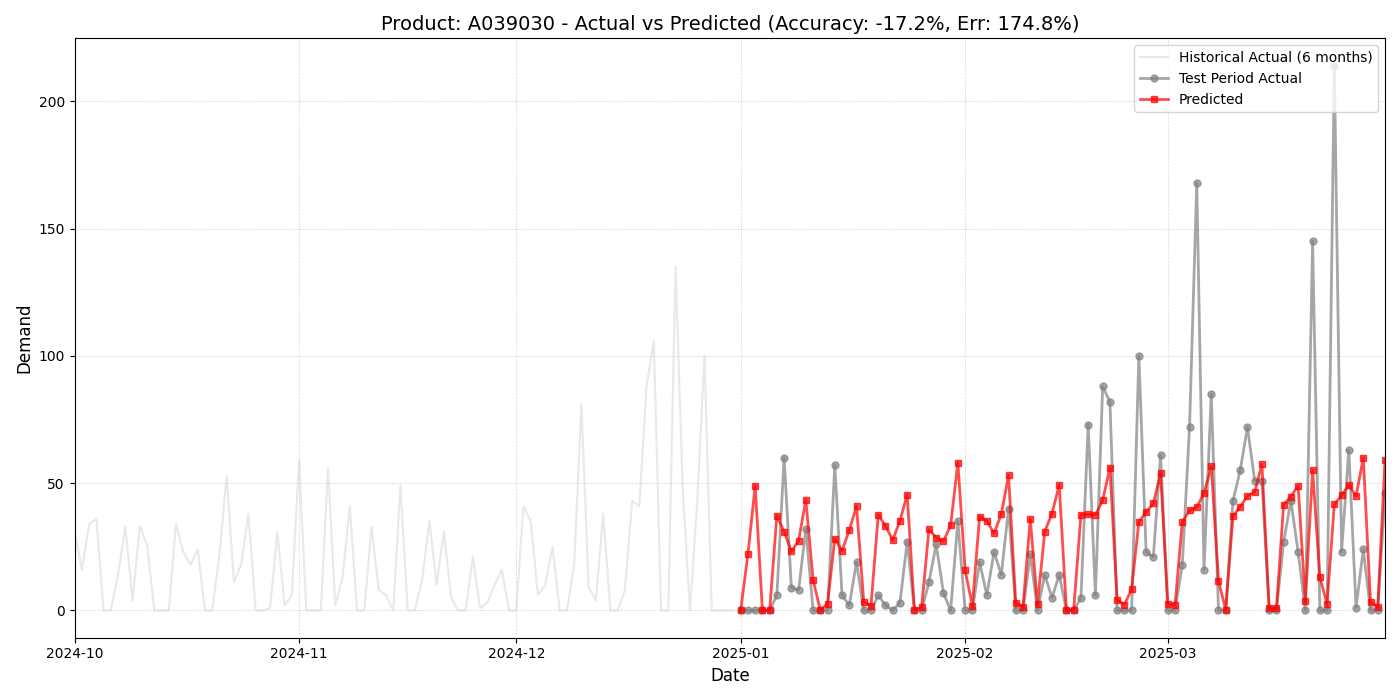 Product: A039030 - Actual vs Predicted (Accuracy: -17.2%, Err: 174.8%)
Historical Actual (6 months)
Test Period Actual
Predicted
200
150
100
50
0
Demand
2024-10
2024-11
2024-12
2025-01
2025-02
2025-03
Date